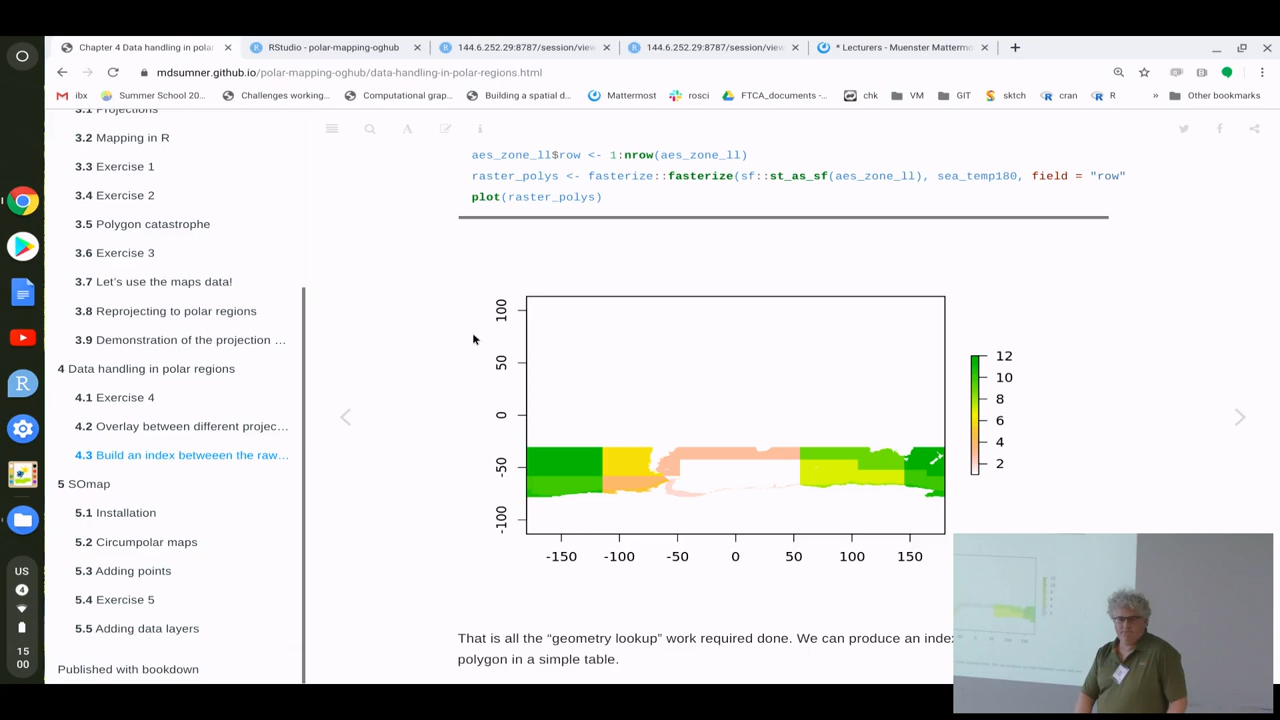 Chapter 4 Data handling in pola
RStudio - polar-mapping-oghub
144.6.252.29:8787/session/view
144.6.252.29:8787/session/view
* Lecturers - Muenster Mattermo
mdsumner.github.io/polar-mapping-oghub/data-handling-in-polar-regions.html
ibx
Summer School 20...
Challenges working...
Computational grap...
Building a spatial d...
Mattermost
rosci
FTCA_documents -...
chk
VM
GIT
sktch
cran
R
»
Other bookmarks
3.1 Projections
3.2 Mapping in R
3.3 Exercise 1
3.4 Exercise 2
3.5 Polygon catastrophe
3.6 Exercise 3
3.7 Let's use the maps data!
3.8 Reprojecting to polar regions
3.9 Demonstration of the projection ...
4 Data handling in polar regions
4.1 Exercise 4
4.2 Overlay between different projec...
4.3 Build an index betweeen the raw...
5 SOmap
5.1 Installation
5.2 Circumpolar maps
5.3 Adding points
5.4 Exercise 5
5.5 Adding data layers
Published with bookdown
aes_zone_ll$row <- 1:nrow(aes_zone_ll)
raster_polys <- fasterize::fasterize(sf::st_as_sf(aes_zone_ll), sea_temp180, field = "row"
plot(raster_polys)
100
50
0
-50
-100
-150 -100 -50 0 50 100 150
12
10
8
6
4
2
That is all the “geometry lookup” work required done. We can produce an inde
polygon in a simple table.
US
4
15
00